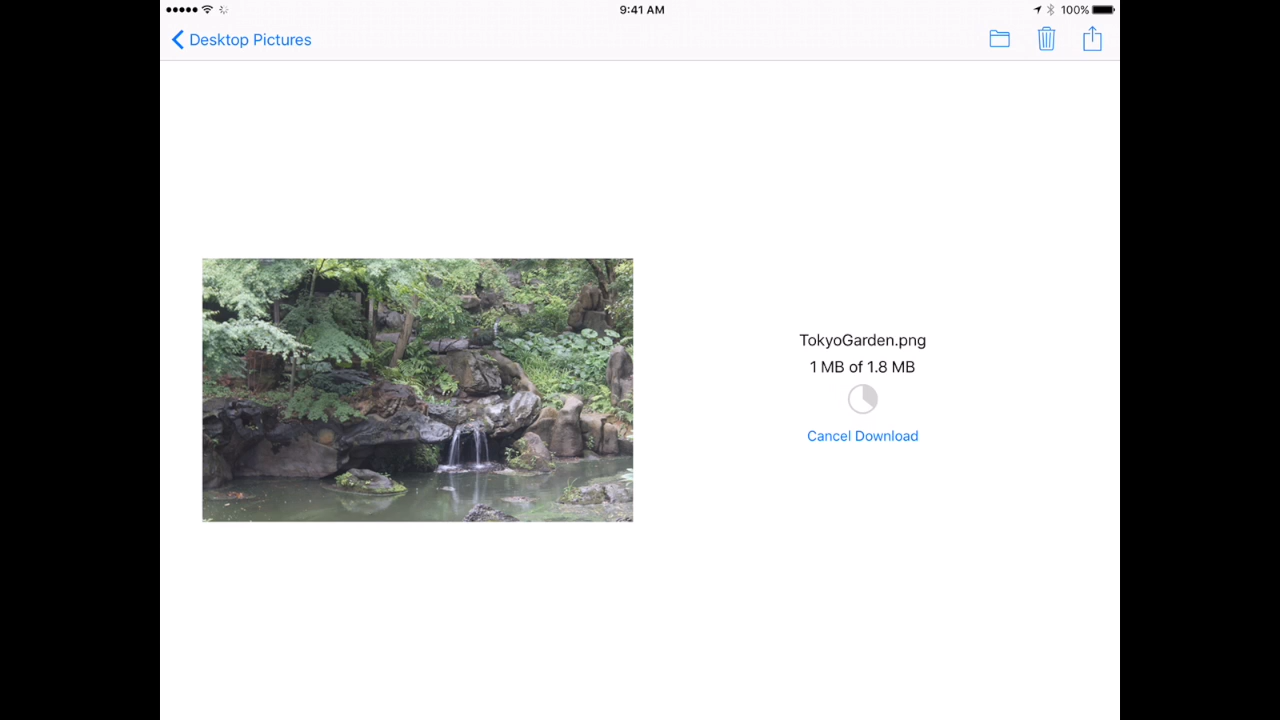 9:41 AM
100%
Desktop Pictures
TokyoGarden.png
1 MB of 1.8 MB
Cancel Download